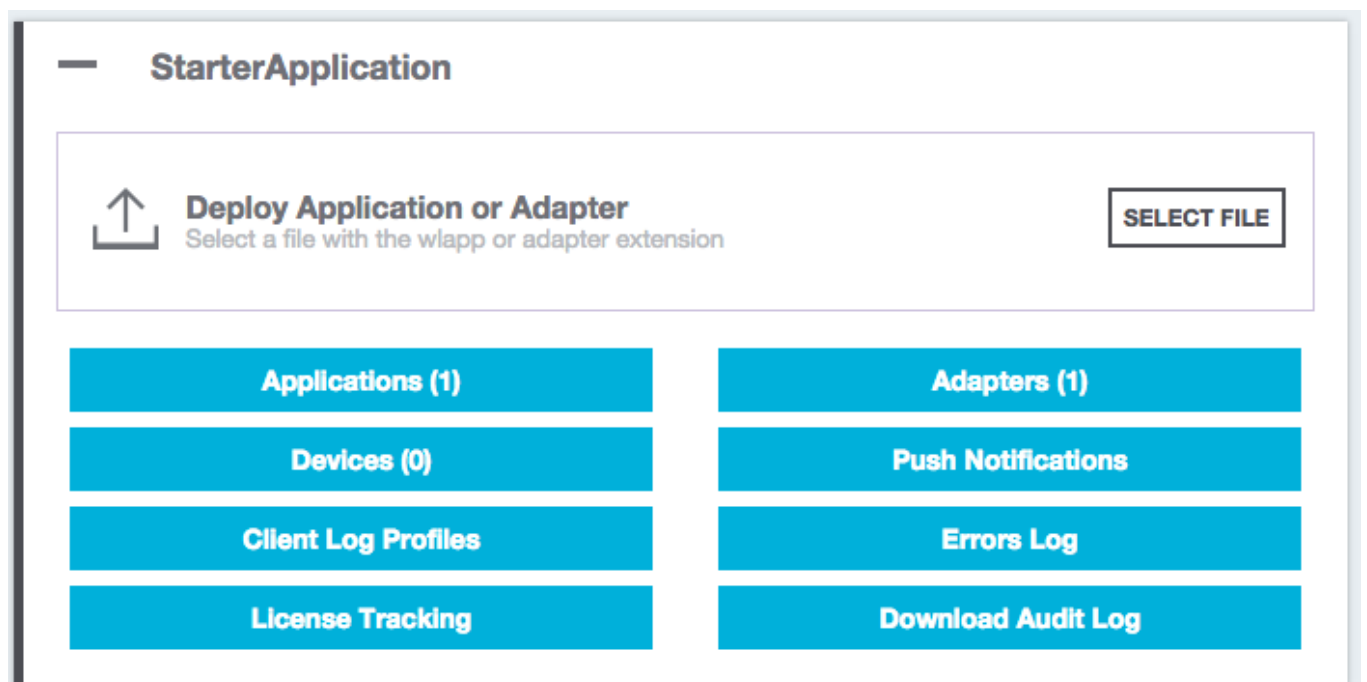 StarterApplication
Deploy Application or Adapter
Select a file with the wlapp or adapter extension
SELECT FILE
Applications (1)
Adapters (1)
Devices (0)
Push Notifications
Client Log Profiles
Errors Log
License Tracking
Download Audit Log